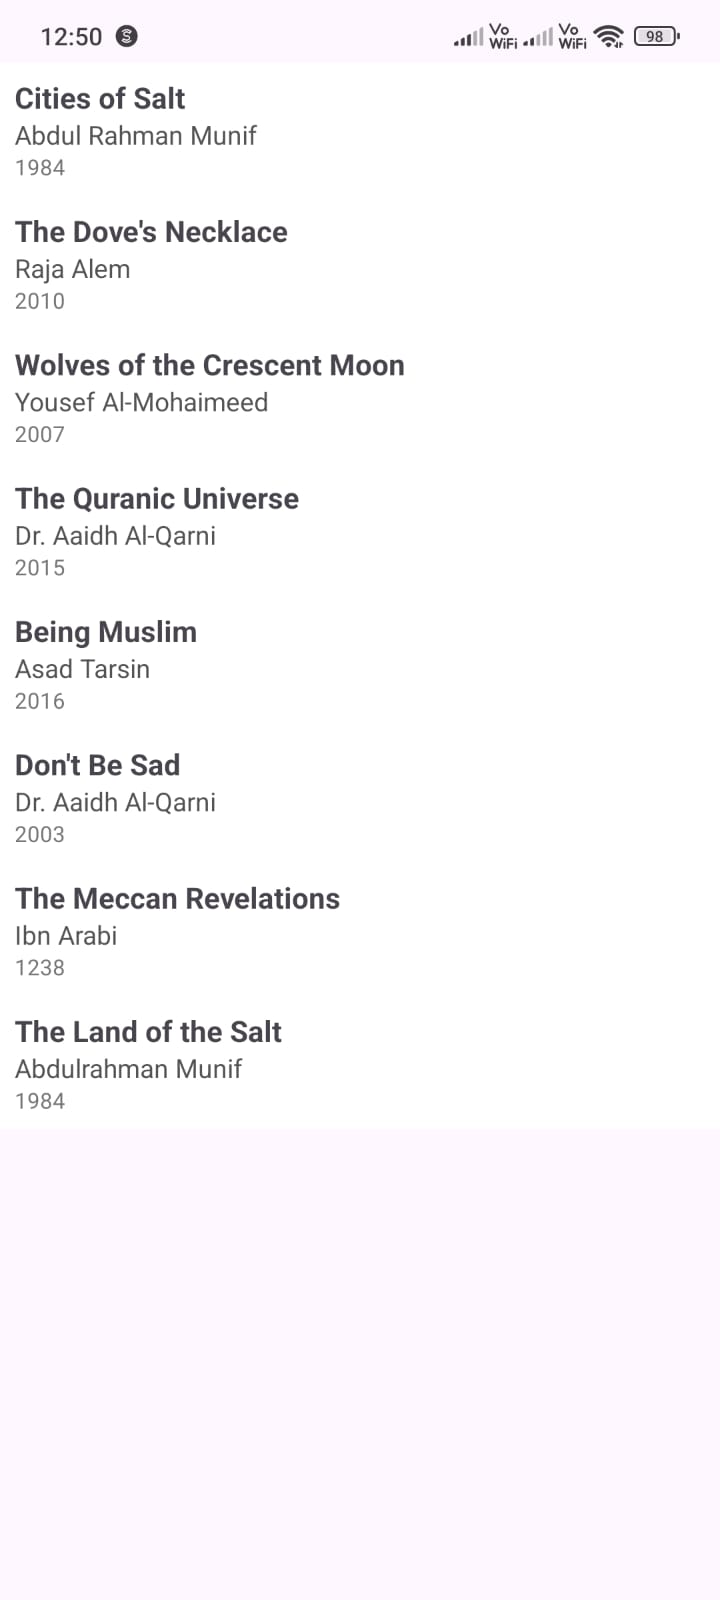 12:50
Vo WiFi Vo WiFi 98
Cities of Salt
Abdul Rahman Munif
1984
The Dove's Necklace
Raja Alem
2010
Wolves of the Crescent Moon
Yousef Al-Mohaimeed
2007
The Quranic Universe
Dr. Aaidh Al-Qarni
2015
Being Muslim
Asad Tarsin
2016
Don't Be Sad
Dr. Aaidh Al-Qarni
2003
The Meccan Revelations
Ibn Arabi
1238
The Land of the Salt
Abdulrahman Munif
1984